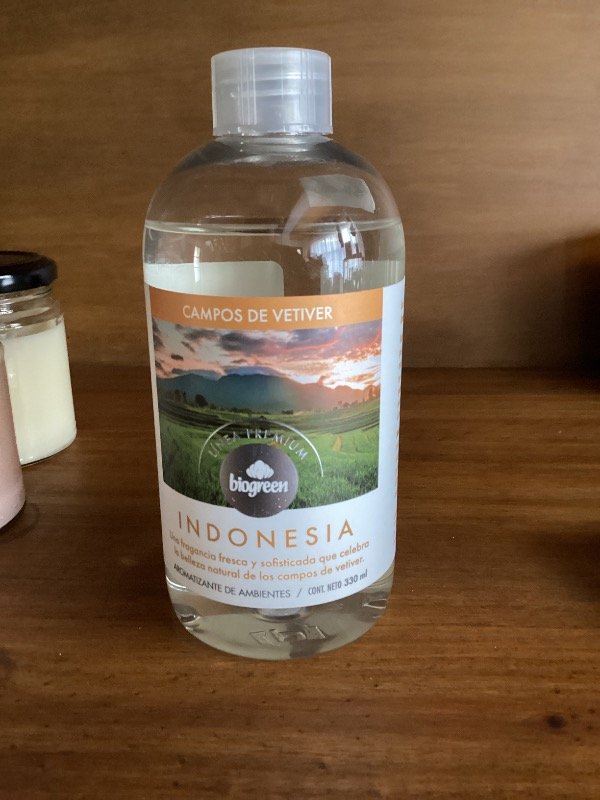 CAMPOS DE VETIVER
LINEA PREMIUM
biogreen
INDONESIA
Una fragancia fresca y sofisticada que celebra
la belleza natural de los campos de vetiver.
AROMATIZANTE DE AMBIENTES / CONT. NETO 330 ml